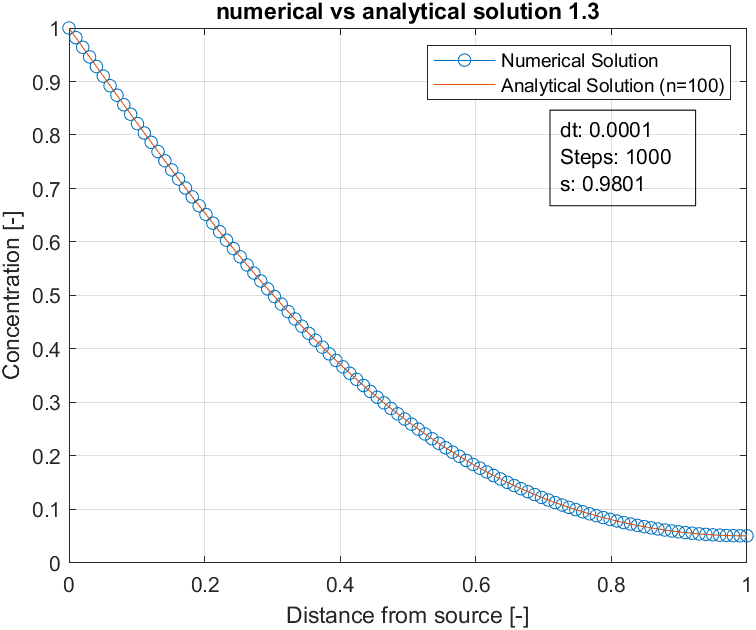 numerical vs analytical solution 1.3
Numerical Solution
Analytical Solution (n=100)
dt: 0.0001
Steps: 1000
s: 0.9801
Concentration [-]
1
0.9
0.8
0.7
0.6
0.5
0.4
0.3
0.2
0.1
0
0 0.2 0.4 0.6 0.8 1
Distance from source [-]